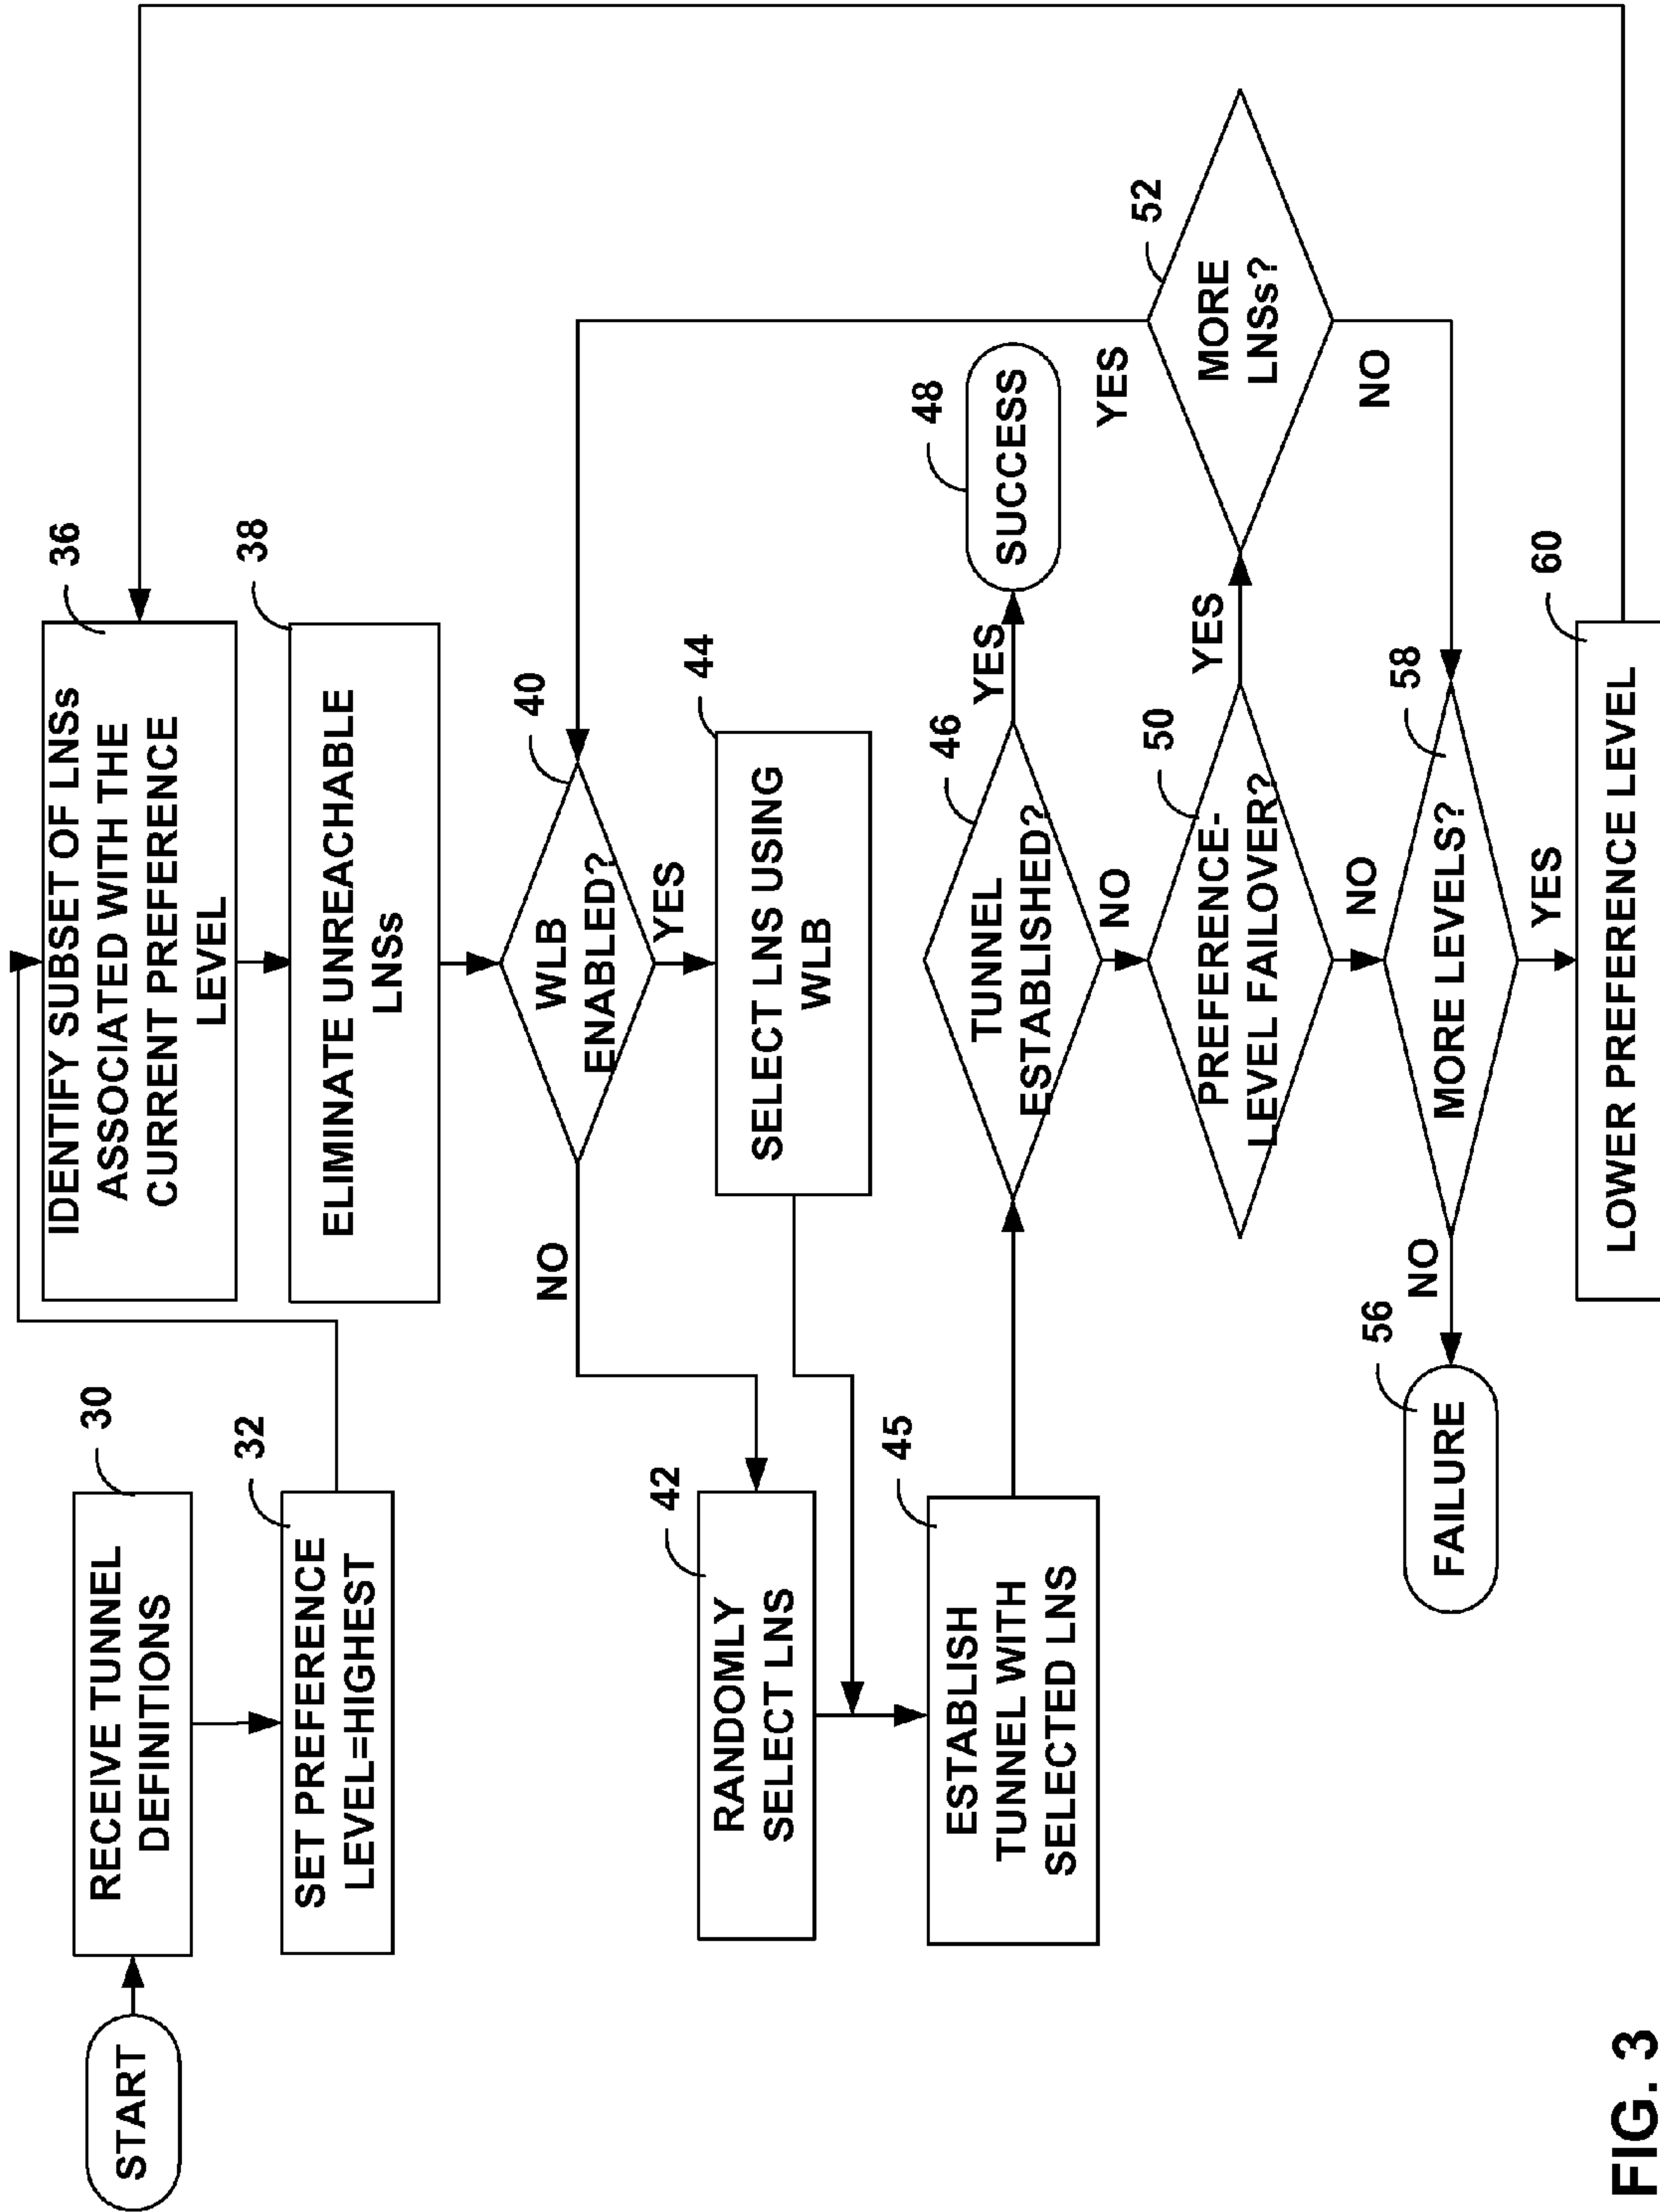 START
RECEIVE TUNNEL
DEFINITIONS
30
SET PREFERENCE
LEVEL=HIGHEST
32
IDENTIFY SUBSET OF LNSs
ASSOCIATED WITH THE
CURRENT PREFERENCE
LEVEL
36
ELIMINATE UNREACHABLE
LNSs
38
WLB
ENABLED?
40
NO
YES
RANDOMLY
SELECT LNS
42
SELECT LNS USING
WLB
44
ESTABLISH
TUNNEL WITH
SELECTED LNS
45
TUNNEL
ESTABLISHED?
46
YES
SUCCESS
48
NO
PREFERENCE-
LEVEL FAILOVER?
50
YES
MORE
LNSs?
52
YES
NO
NO
MORE LEVELS?
58
NO
FAILURE
56
YES
LOWER PREFERENCE LEVEL
60
FIG. 3